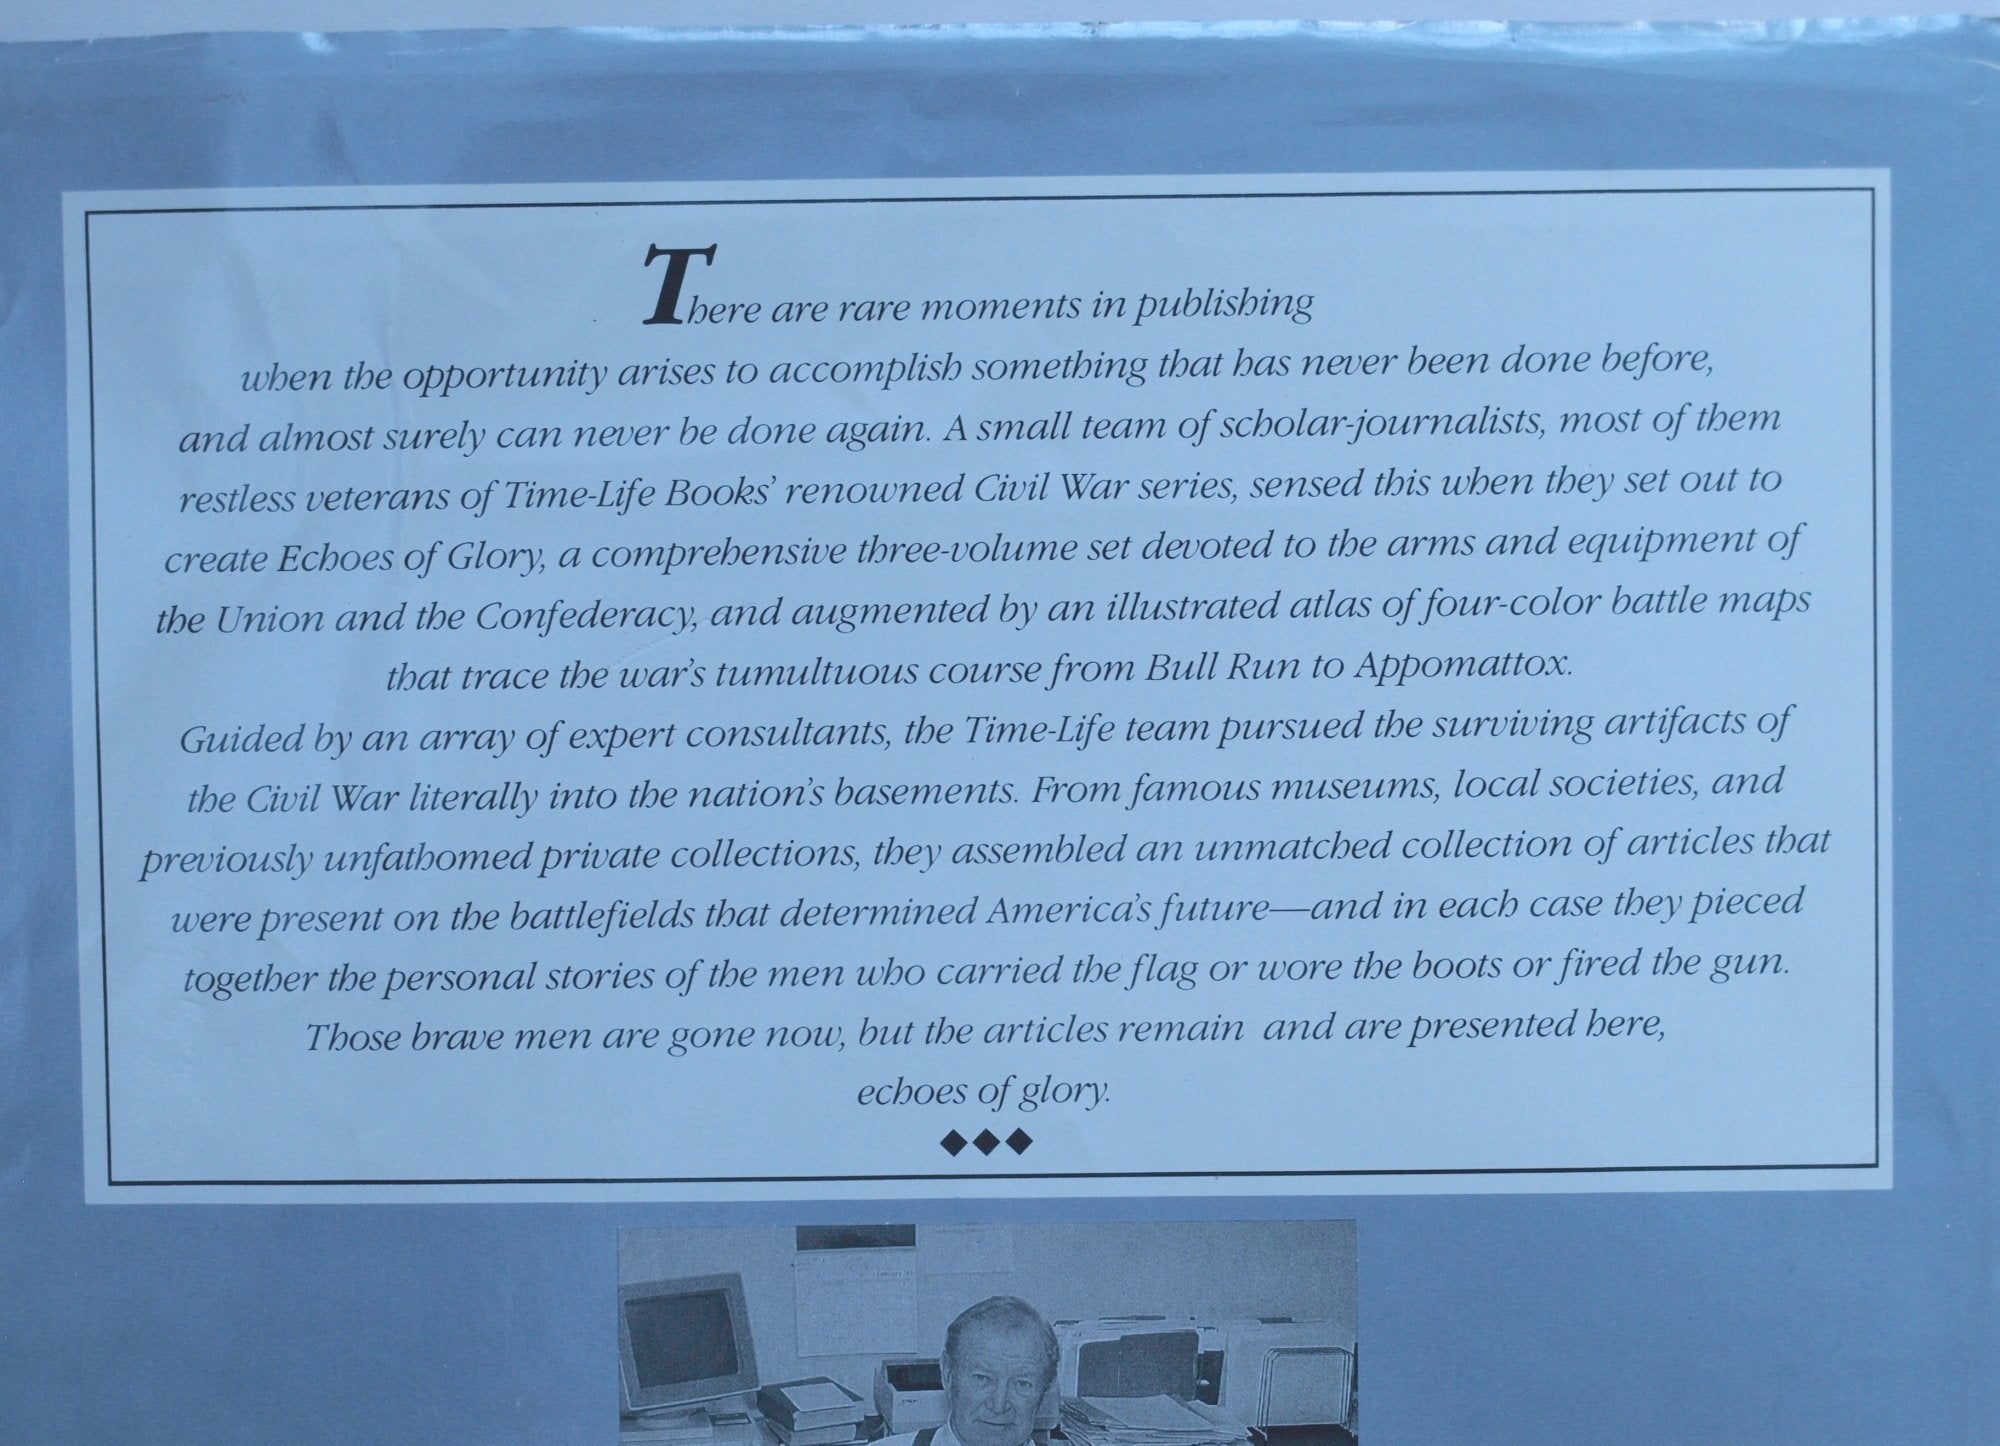 There are rare moments in publishing
when the opportunity arises to accomplish something that has never been done before,
and almost surely can never be done again. A small team of scholar-journalists, most of them
restless veterans of Time-Life Books' renowned Civil War series, sensed this when they set out to
create Echoes of Glory, a comprehensive three-volume set devoted to the arms and equipment of
the Union and the Confederacy, and augmented by an illustrated atlas of four-color battle maps
that trace the war's tumultuous course from Bull Run to Appomattox.
Guided by an array of expert consultants, the Time-Life team pursued the surviving artifacts of
the Civil War literally into the nation's basements. From famous museums, local societies, and
previously unfathomed private collections, they assembled an unmatched collection of articles that
were present on the battlefields that determined America's future—and in each case they pieced
together the personal stories of the men who carried the flag or wore the boots or fired the gun.
Those brave men are gone now, but the articles remain and are presented here,
echoes of glory.